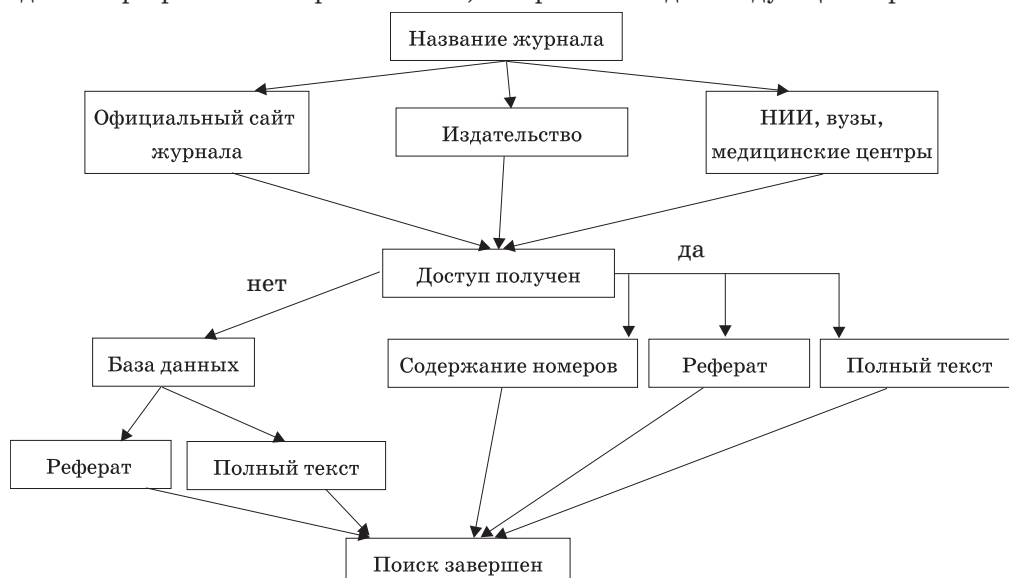 Название журнала
Официальный сайт
журнала
Издательство
НИИ, вузы,
медицинские центры
Доступ получен
да
нет
База данных
Содержание номеров
Реферат
Полный текст
Реферат
Полный текст
Поиск завершен